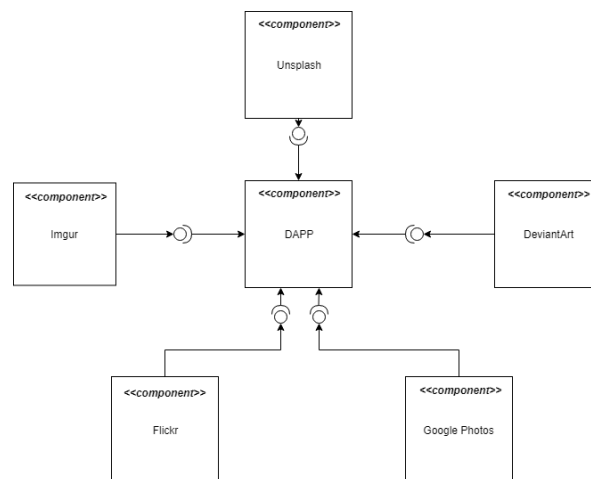 <<component>>
Unsplash
<<component>>
Imgur
<<component>>
DAPP
<<component>>
DeviantArt
<<component>>
Flickr
<<component>>
Google Photos